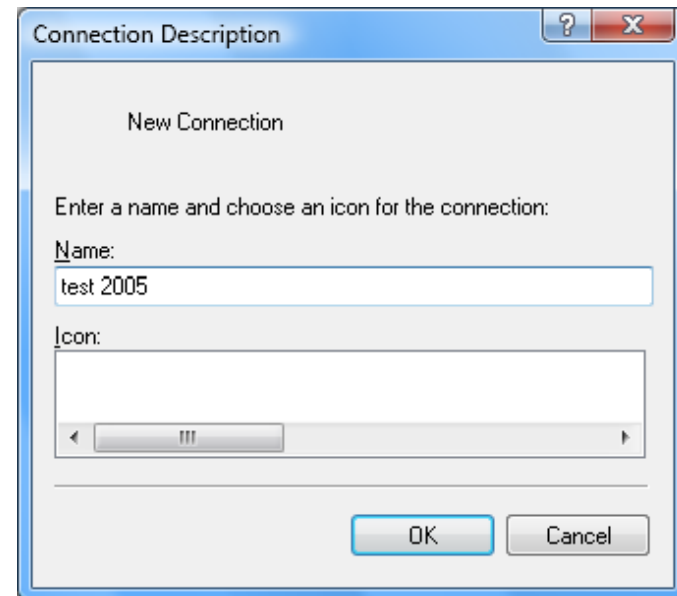 Connection Description
New Connection
Enter a name and choose an icon for the connection:
Name:
test 2005
Icon:
OK Cancel